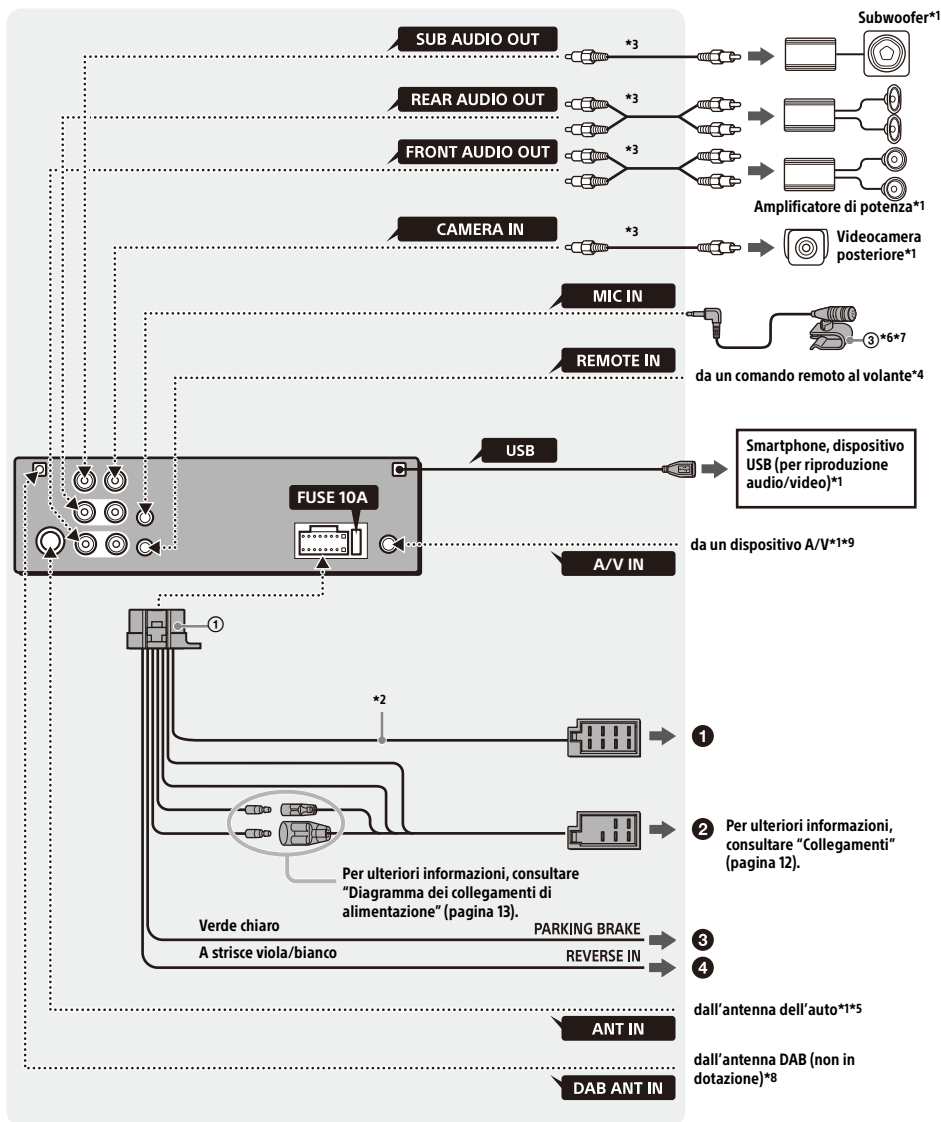 Subwoofer*1
SUB AUDIO OUT
*3
REAR AUDIO OUT
*3
FRONT AUDIO OUT
*3
Amplificatore di potenza*1
CAMERA IN
*3
Videocamera
posteriore*1
MIC IN
③*6*7
REMOTE IN
da un comando remoto al volante*4
USB
Smartphone, dispositivo
USB (per riproduzione
audio/video)*1
FUSE 10A
da un dispositivo A/V*1*9
A/V IN
①
*2
❶
❷
Per ulteriori informazioni,
consultare “Collegamenti”
(pagina 12).
Per ulteriori informazioni, consultare
“Diagramma dei collegamenti di
alimentazione” (pagina 13).
Verde chiaro
PARKING BRAKE
❸
A strisce viola/bianco
REVERSE IN
❹
dall’antenna dell’auto*1*5
ANT IN
dall’antenna DAB (non in
dotazione)*8
DAB ANT IN